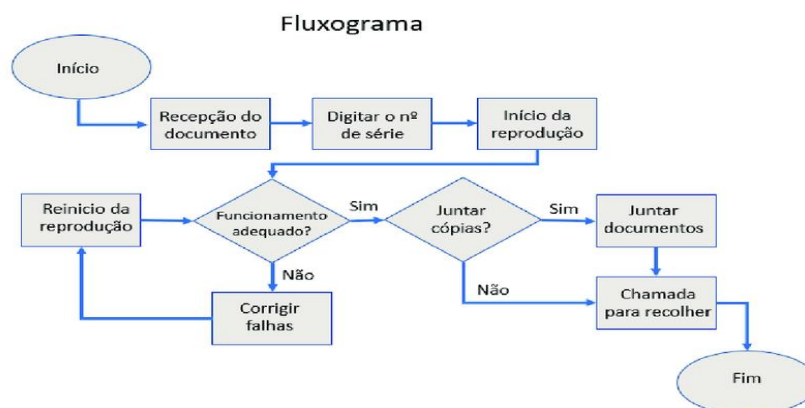 Fluxograma
Início
Recepção do
documento
Digitar o nº
de série
Início da
reprodução
Reinicio da
reprodução
Funcionamento
adequado?
Sim
Juntar
cópias?
Sim
Juntar
documentos
Não
Corrigir
falhas
Não
Chamada
para recolher
Fim